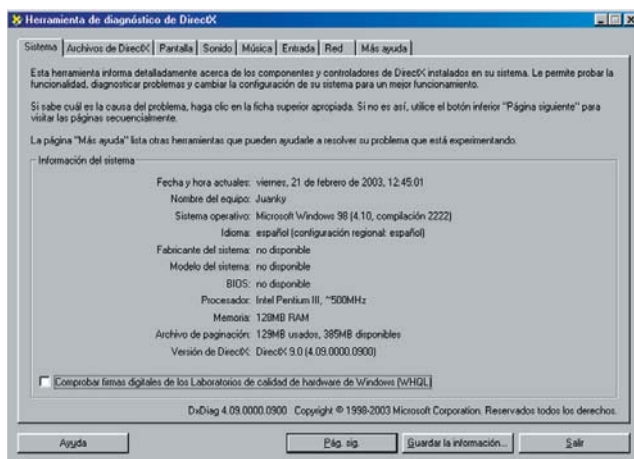 Herramienta de diagnóstico de DirectX
Sistema Archivos de DirectX Pantalla Sonido Música Entrada Red Más ayuda
Esta herramienta informa detalladamente acerca de los componentes y controladores de DirectX instalados en su sistema. Le permite probar la
funcionalidad, diagnosticar problemas y cambiar la configuración de su sistema para un mejor funcionamiento.
Si sabe cuál es la causa del problema, haga clic en la ficha superior apropiada. Si no es así, utilice el botón inferior "Página siguiente" para
visitar las páginas secuencialmente.
La página "Más ayuda" lista otras herramientas que pueden ayudarle a resolver su problema que está experimentando.
Información del sistema
Fecha y hora actuales: viernes, 21 de febrero de 2003, 12:45:01
Nombre del equipo: Juanky
Sistema operativo: Microsoft Windows 98 (4.10, compilación 2222)
Idioma: español (configuración regional: español)
Fabricante del sistema: no disponible
Modelo del sistema: no disponible
BIOS: no disponible
Procesador: Intel Pentium III, ~500MHz
Memoria: 128MB RAM
Archivo de paginación: 129MB usados, 385MB disponibles
Versión de DirectX: DirectX 9.0 (4.09.0000.0900)
Comprobar firmas digitales de los Laboratorios de calidad de hardware de Windows (WHQL)
DxDiag 4.09.0000.0900 Copyright © 1998-2003 Microsoft Corporation. Reservados todos los derechos.
Ayuda Pág. sig. Guardar la información... Salir